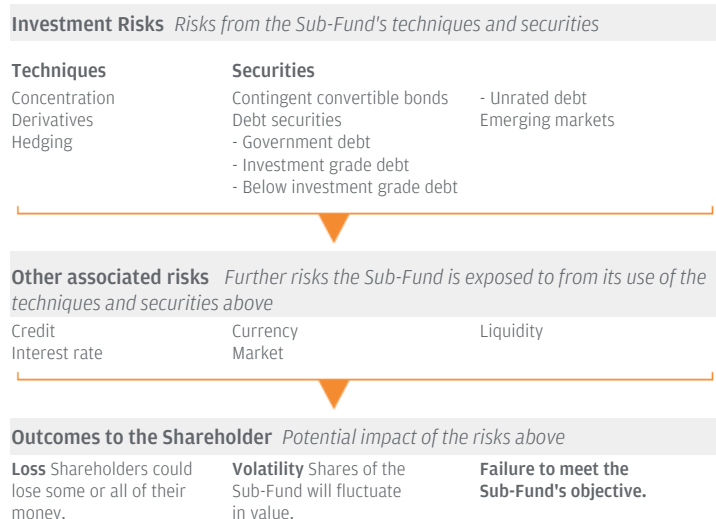 Investment Risks Risks from the Sub-Fund's techniques and securities
Techniques
Concentration
Derivatives
Hedging
Securities
Contingent convertible bonds
Debt securities
- Government debt
- Investment grade debt
- Below investment grade debt
- Unrated debt
Emerging markets
Other associated risks Further risks the Sub-Fund is exposed to from its use of the
techniques and securities above
Credit
Interest rate
Currency
Market
Liquidity
Outcomes to the Shareholder Potential impact of the risks above
Loss Shareholders could
lose some or all of their
money.
Volatility Shares of the
Sub-Fund will fluctuate
in value.
Failure to meet the
Sub-Fund's objective.